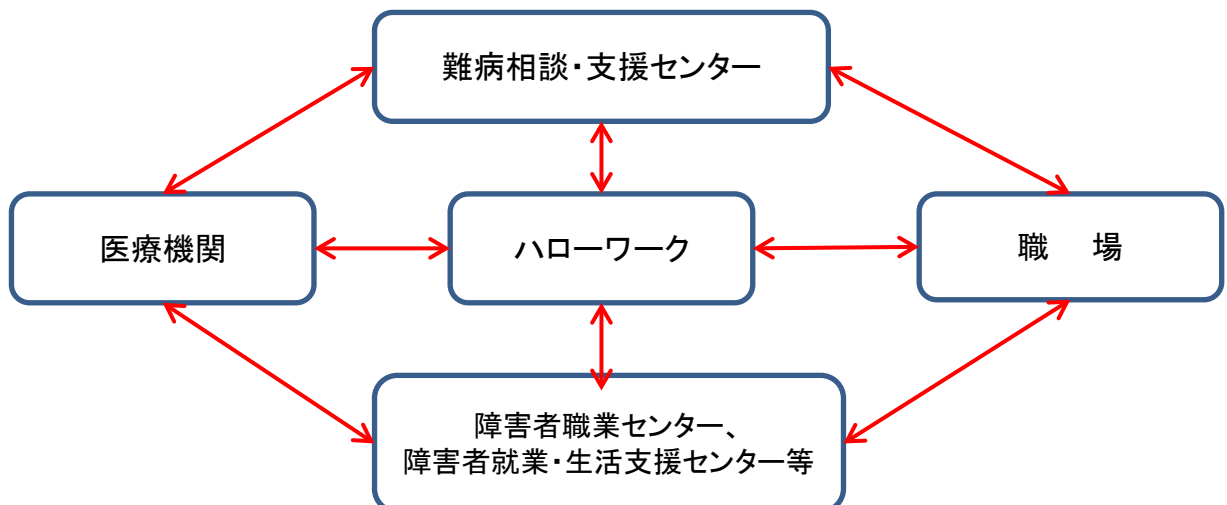 難病相談・支援センター
医療機関
ハローワーク
職　場
障害者職業センター、
障害者就業・生活支援センター等